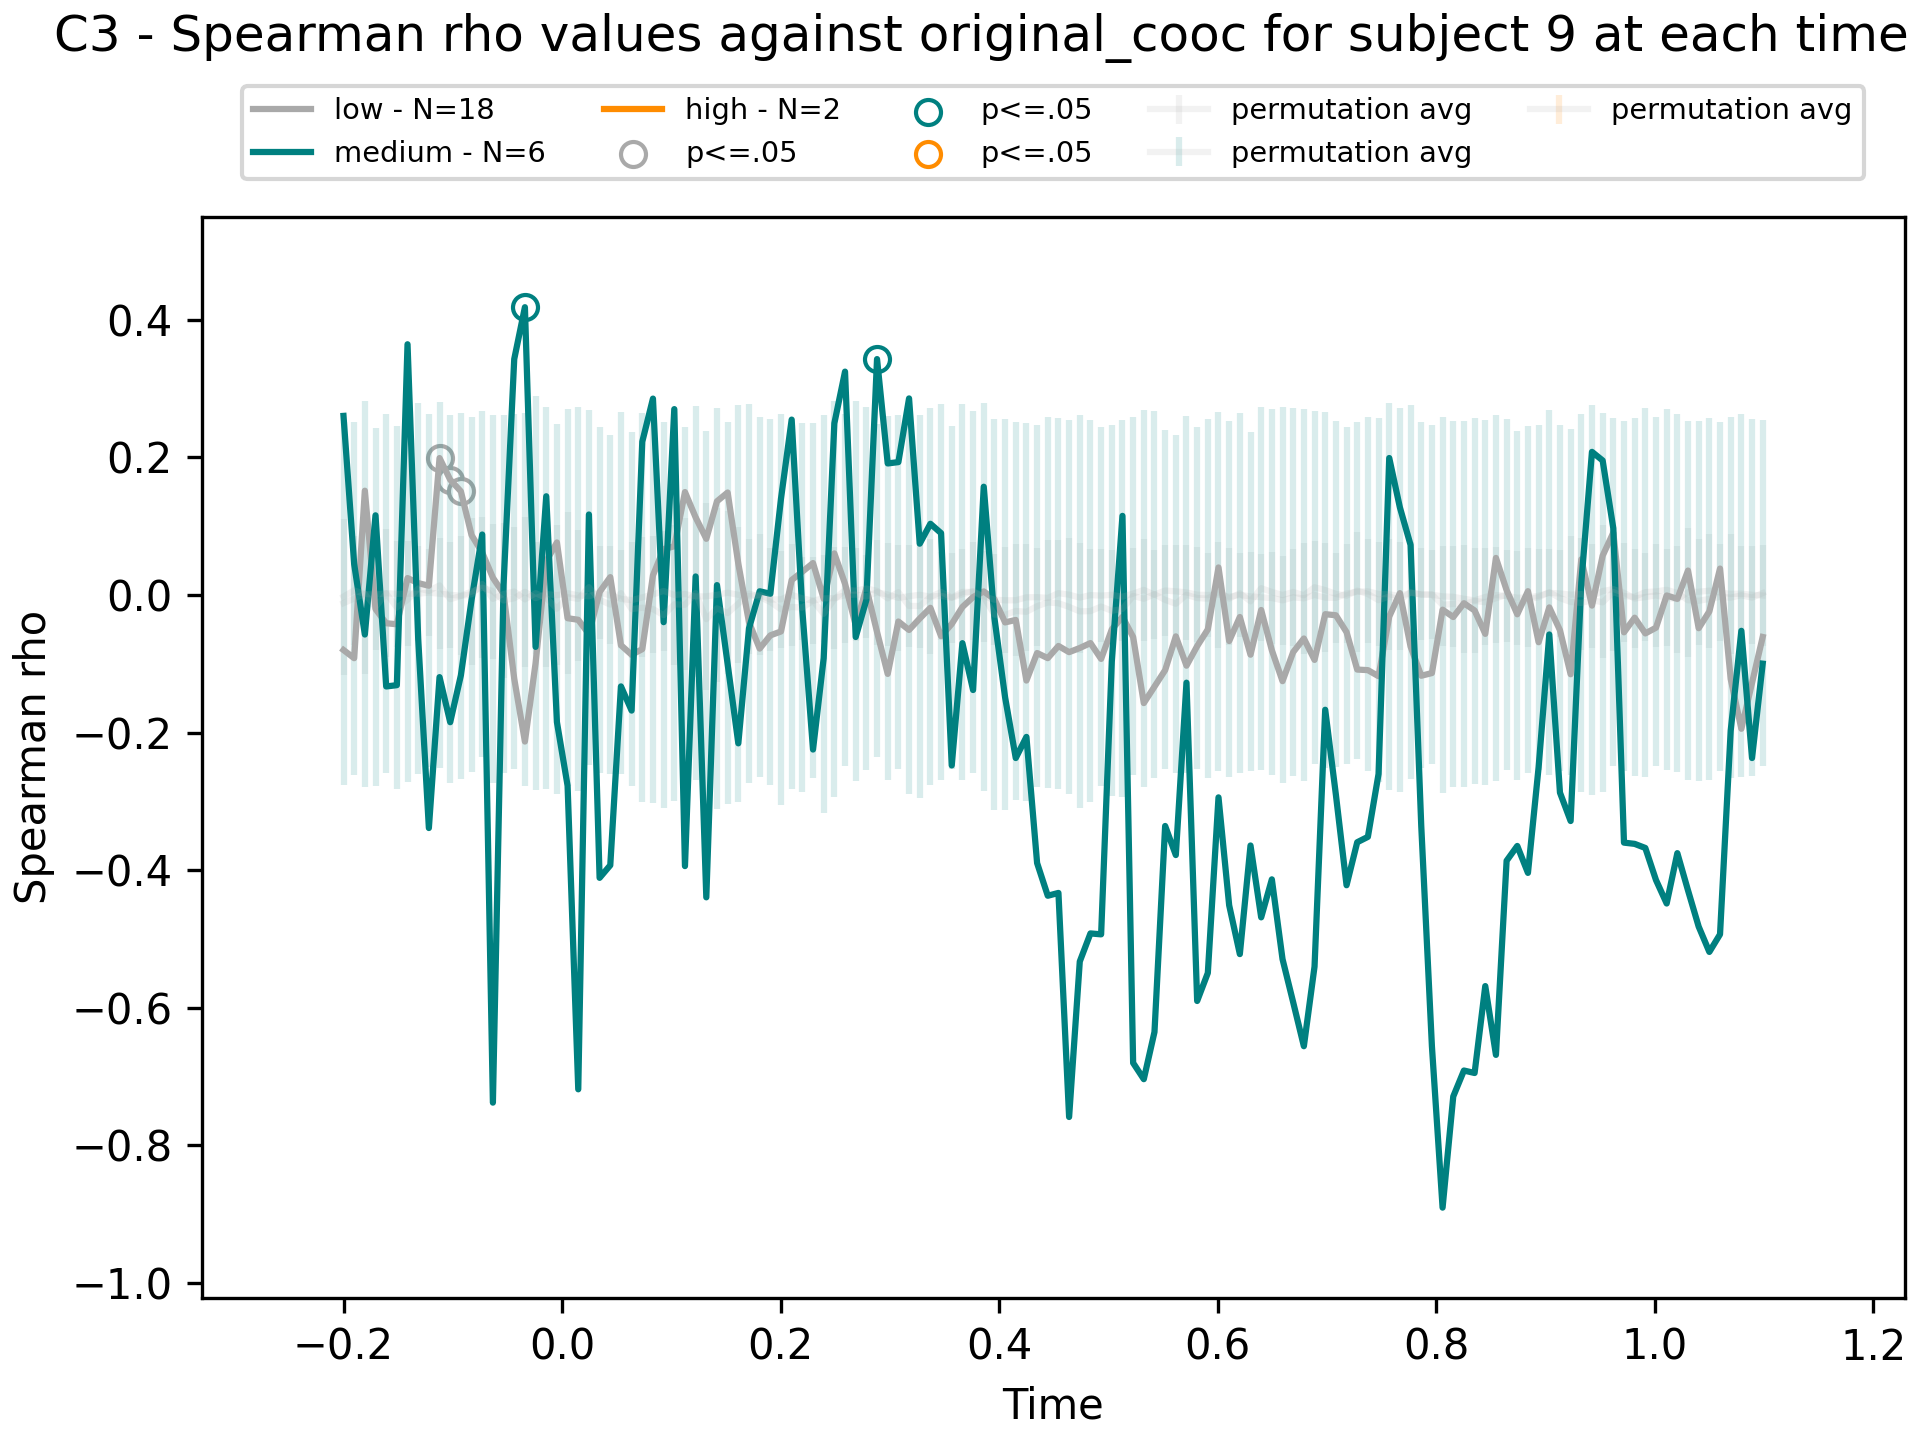 C3 - Spearman rho values against original_cooc for subject 9 at each time
low - N=18 high - N=2 p<=.05 permutation avg permutation avg
medium - N=6 p<=.05 p<=.05 permutation avg
0.4
0.2
0.0
−0.2
−0.4
−0.6
−0.8
−1.0
Spearman rho
−0.2 0.0 0.2 0.4 0.6 0.8 1.0 1.2
Time